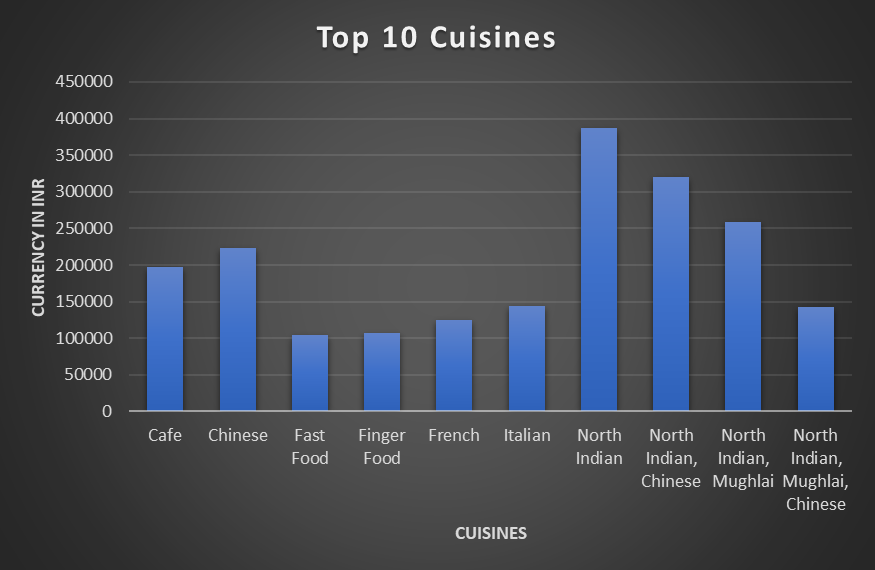 Top 10 Cuisines
450000
400000
350000
300000
250000
200000
150000
100000
50000
0
CURRENCY IN INR
Cafe
Chinese
Fast
Food
Finger
Food
French
Italian
North
Indian
North
Indian,
Chinese
North
Indian,
Mughlai
North
Indian,
Mughlai,
Chinese
CUISINES